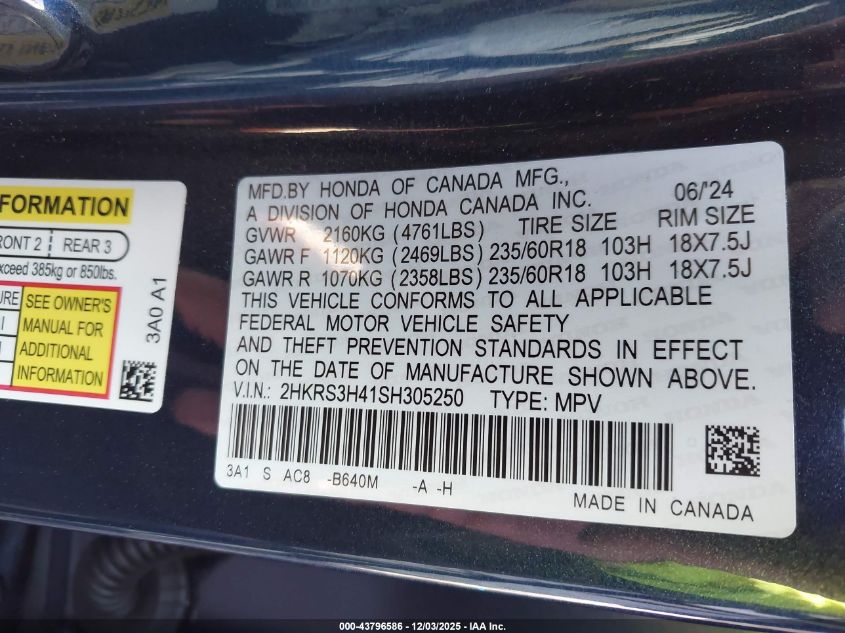 FORMATION
RONT 2 REAR 3
xceed 385kg or 850lbs.
URE
SEE OWNER'S
MANUAL FOR
ADDITIONAL
INFORMATION
3A0 A1
MFD.BY HONDA OF CANADA MFG., 06/'24
A DIVISION OF HONDA CANADA INC. TIRE SIZE RIM SIZE
GVWR 2160KG (4761LBS)
GAWR F 1120KG (2469LBS) 235/60R18 103H 18X7.5J
GAWR R 1070KG (2358LBS) 235/60R18 103H 18X7.5J
THIS VEHICLE CONFORMS TO ALL APPLICABLE
FEDERAL MOTOR VEHICLE SAFETY
AND THEFT PREVENTION STANDARDS IN EFFECT
ON THE DATE OF MANUFACTURE SHOWN ABOVE.
V.I.N.: 2HKRS3H41SH305250 TYPE: MPV
3A1 S AC8 -B640M -A -H
MADE IN CANADA
000-43796586 - 12/03/2025 - IAA Inc.